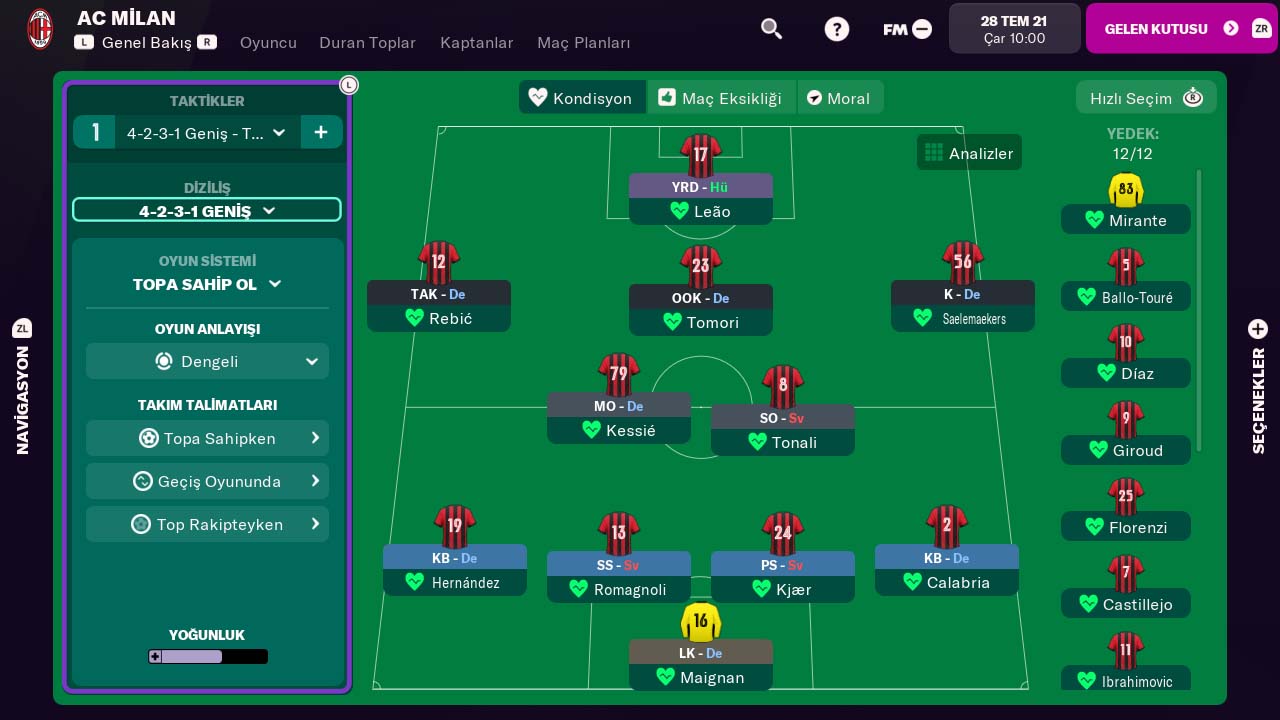 AC MİLAN
L Genel Bakış R Oyuncu Duran Toplar Kaptanlar Maç Planları
?
FM
28 TEM 21
Çar 10:00
GELEN KUTUSU
ZR
L
TAKTİKLER
1 4-2-3-1 Geniş - T... +
DİZİLİŞ
4-2-3-1 GENİŞ
OYUN SİSTEMİ
TOPA SAHİP OL
OYUN ANLAYIŞI
Dengeli
TAKIM TALİMATLARI
Topa Sahipken
Geçiş Oyununda
Top Rakipteyken
YOĞUNLUK
ZL
NAVİGASYON
Kondisyon Maç Eksikliği Moral
Hızlı Seçim R
Analizler
17
YRD - Hü
Leão
12
TAK - De
Rebić
23
OOK - De
Tomori
56
K - De
Saelemaekers
79
MO - De
Kessié
8
SO - Sv
Tonali
19
KB - De
Hernández
13
SS - Sv
Romagnoli
24
PS - Sv
Kjær
2
KB - De
Calabria
16
LK - De
Maignan
YEDEK:
12/12
83
Mirante
5
Ballo-Touré
10
Díaz
9
Giroud
25
Florenzi
7
Castillejo
11
Ibrahimovic
+
SEÇENEKLER